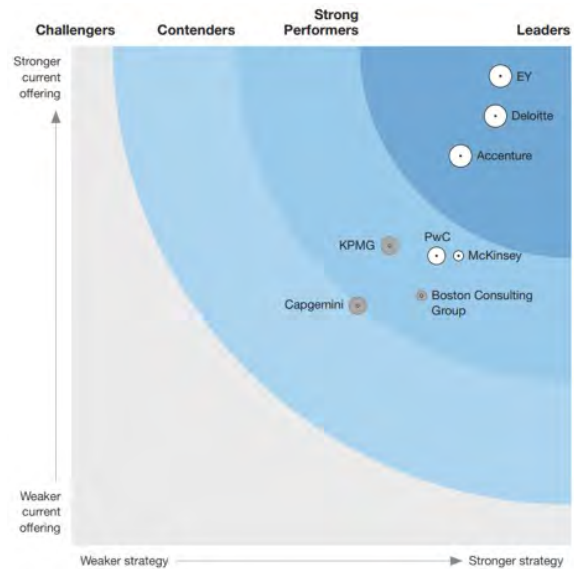 Challengers
Contenders
Strong
Performers
Leaders
Stronger
current
offering
EY
Deloitte
Accenture
KPMG
PwC
McKinsey
Capgemini
Boston Consulting
Group
Weaker
current
offering
Weaker strategy
Stronger strategy